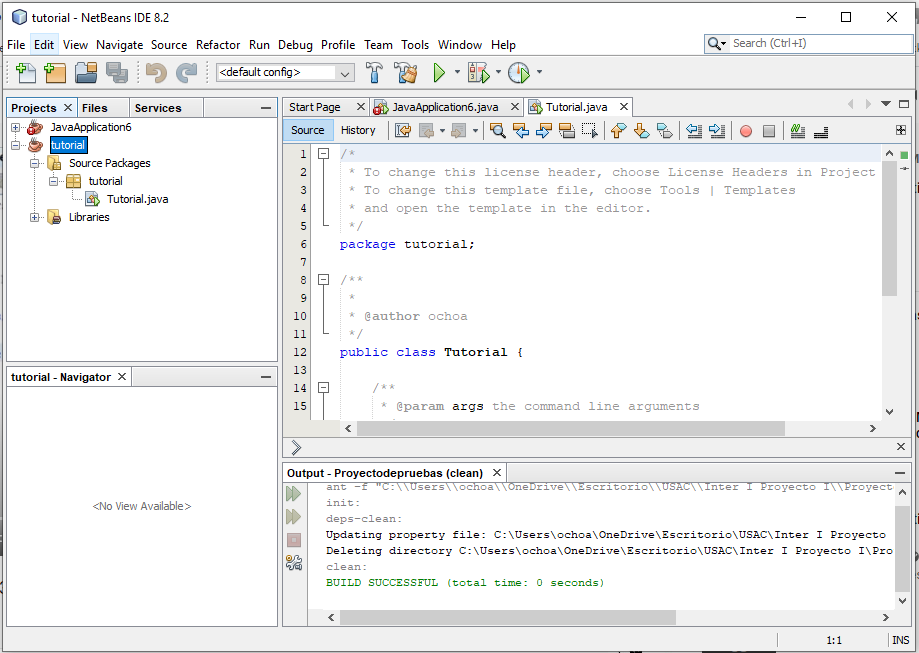 tutorial - NetBeans IDE 8.2
File Edit View Navigate Source Refactor Run Debug Profile Team Tools Window Help
Search (Ctrl+I)
<default config>
Projects Files Services
JavaApplication6
tutorial
Source Packages
tutorial
Tutorial.java
Libraries
tutorial - Navigator
<No View Available>
Start Page JavaApplication6.java Tutorial.java
Source History
1 /*
2 * To change this license header, choose License Headers in Project
3 * To change this template file, choose Tools | Templates
4 * and open the template in the editor.
5 */
6 package tutorial;
7
8 /**
9 *
10 * @author ochoa
11 */
12 public class Tutorial {
13
14 /**
15 * @param args the command line arguments
Output - Proyectodepruebas (clean)
ant -f "C:\\Users\\ochoa\\OneDrive\\Escritorio\\USAC\\Inter I Proyecto I\\Proyect
init:
deps-clean:
Updating property file: C:\Users\ochoa\OneDrive\Escritorio\USAC\Inter I Proyecto
Deleting directory C:\Users\ochoa\OneDrive\Escritorio\USAC\Inter I Proyecto I\Pro
clean:
BUILD SUCCESSFUL (total time: 0 seconds)
1:1 INS